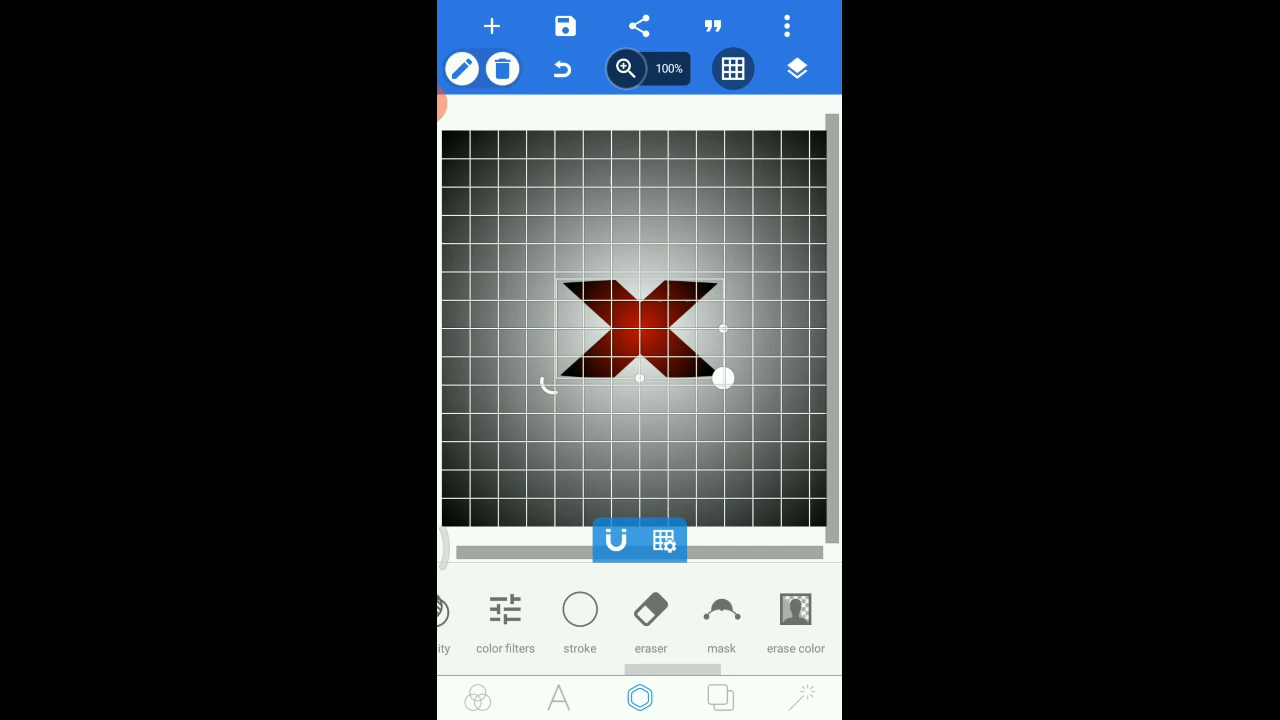 100%
X
ity
color filters
stroke
eraser
mask
erase color